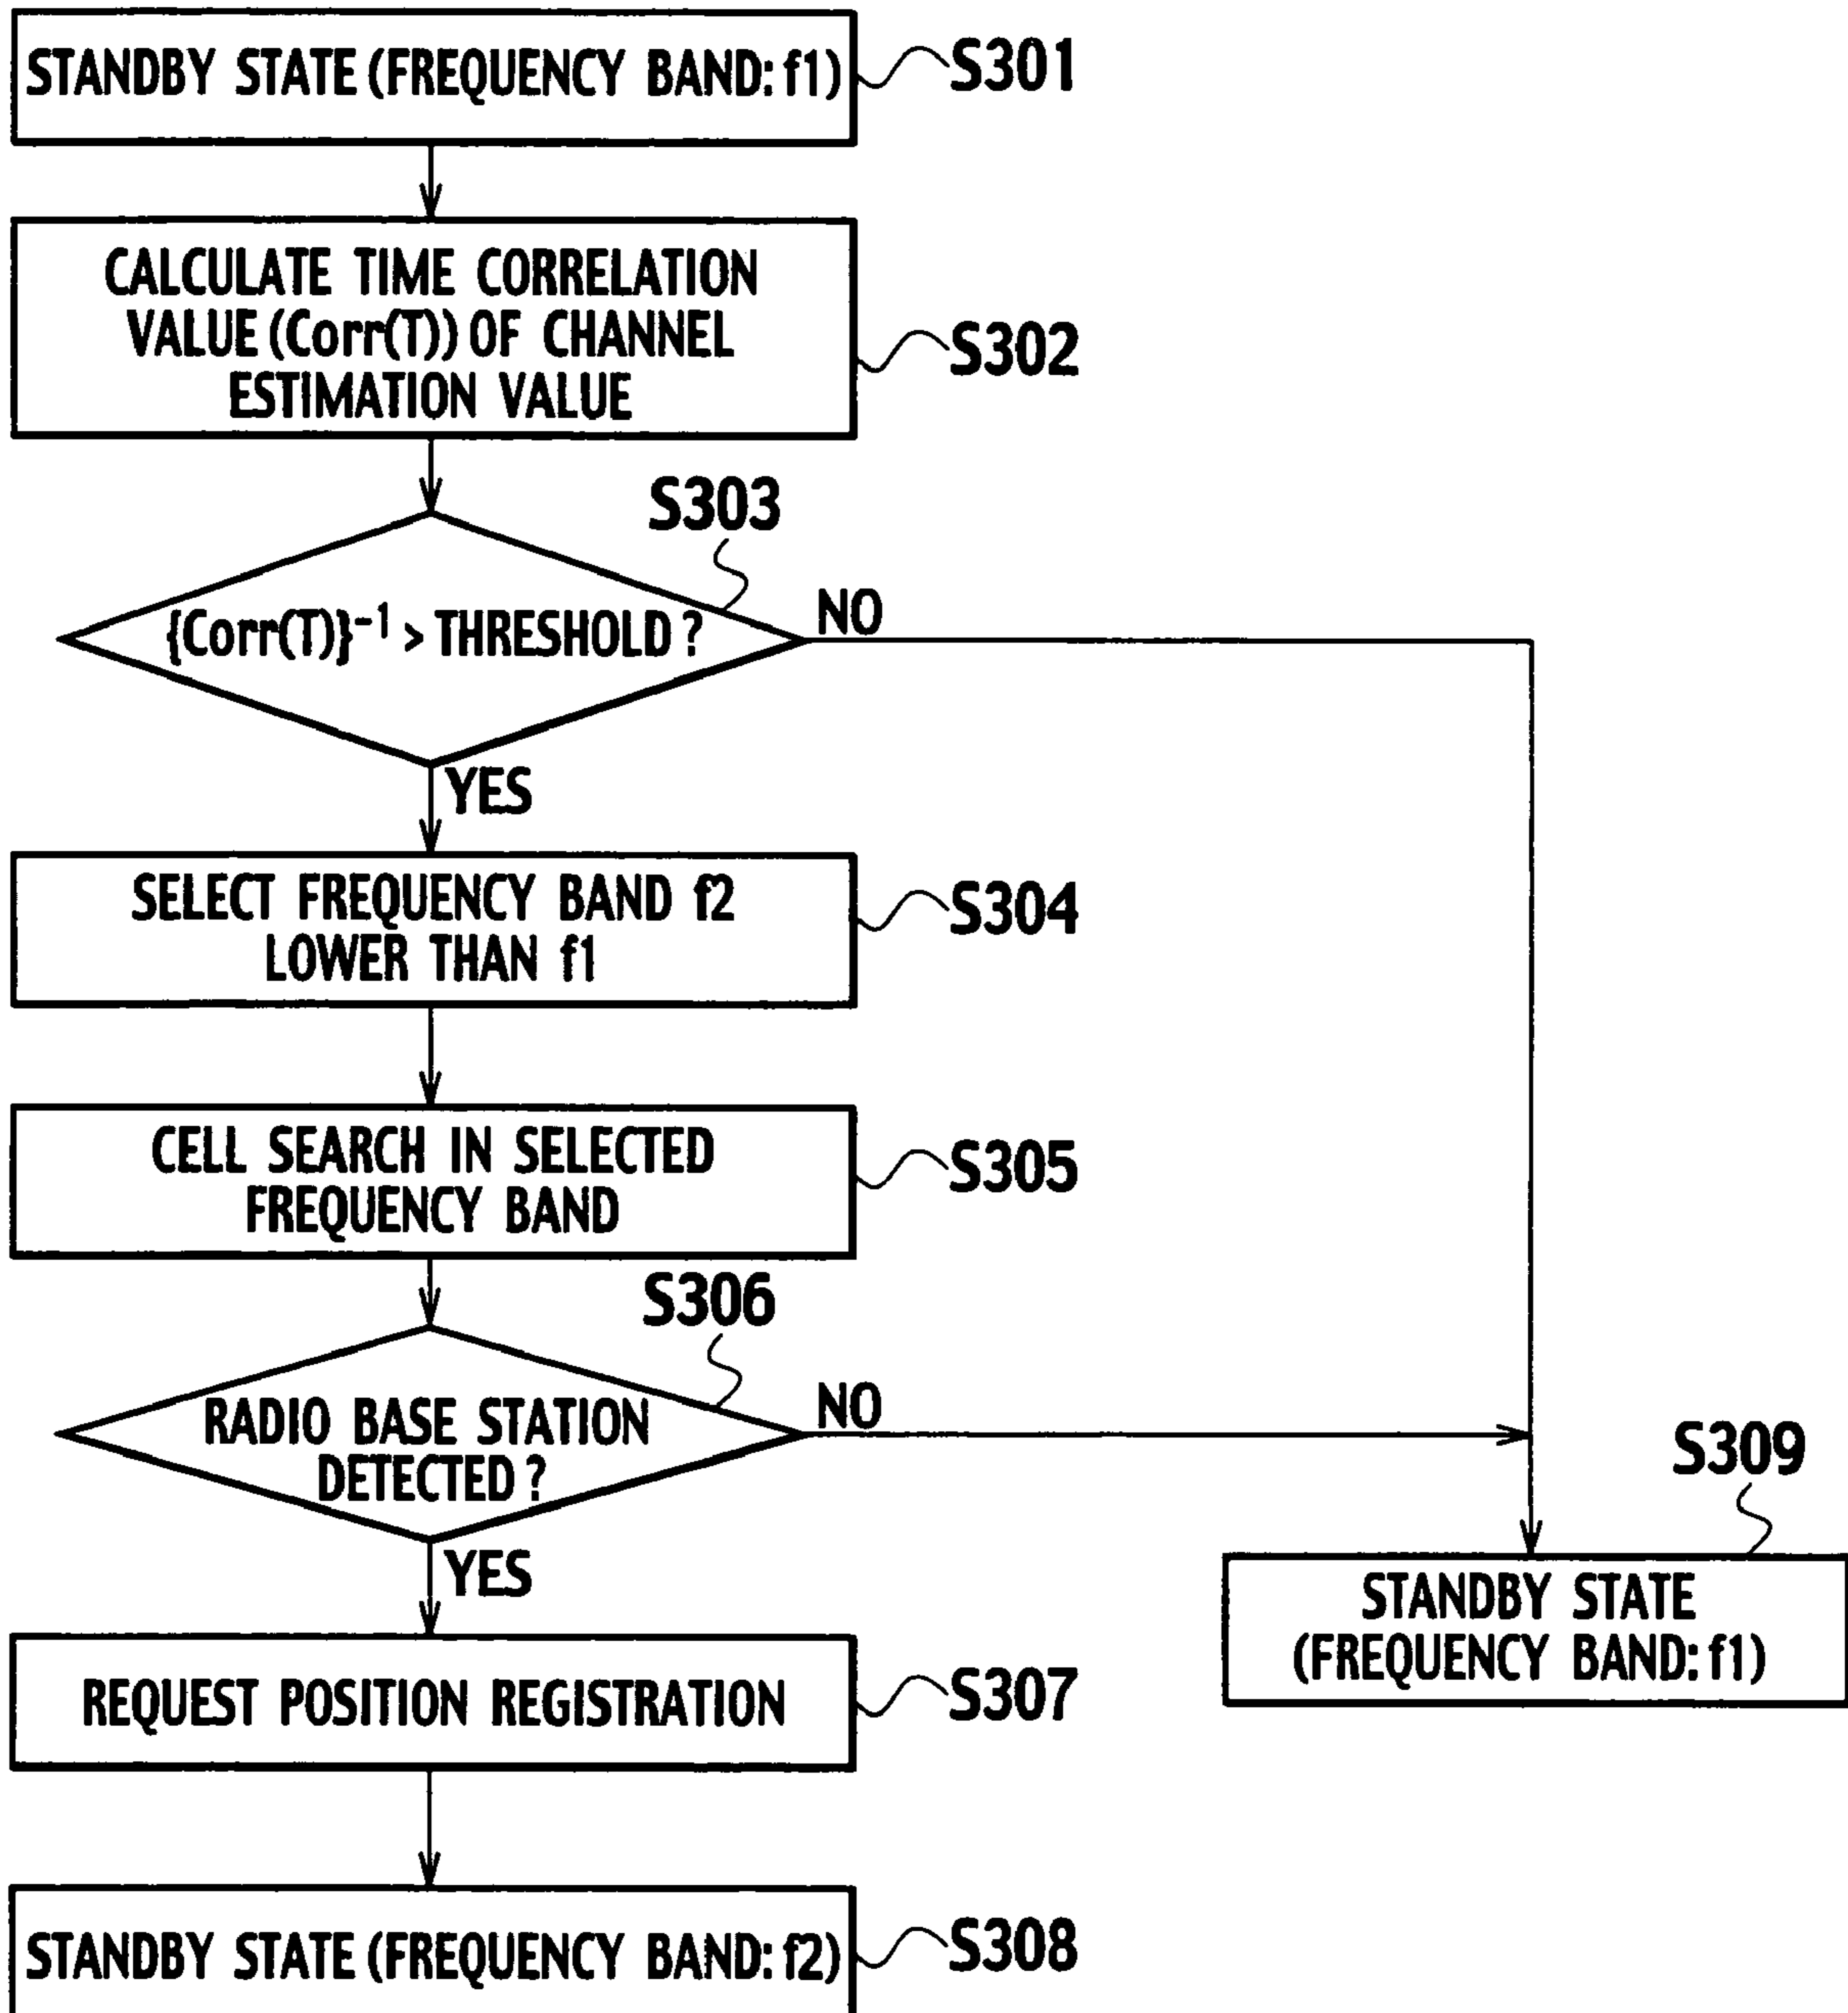 STANDBY STATE (FREQUENCY BAND: f1)
S301
CALCULATE TIME CORRELATION
VALUE (Corr(T)) OF CHANNEL
ESTIMATION VALUE
S302
S303
{Corr(T)}⁻¹ > THRESHOLD ?
NO
YES
SELECT FREQUENCY BAND f2
LOWER THAN f1
S304
CELL SEARCH IN SELECTED
FREQUENCY BAND
S305
S306
RADIO BASE STATION
DETECTED ?
NO
YES
S309
STANDBY STATE
(FREQUENCY BAND: f1)
REQUEST POSITION REGISTRATION
S307
STANDBY STATE (FREQUENCY BAND: f2)
S308